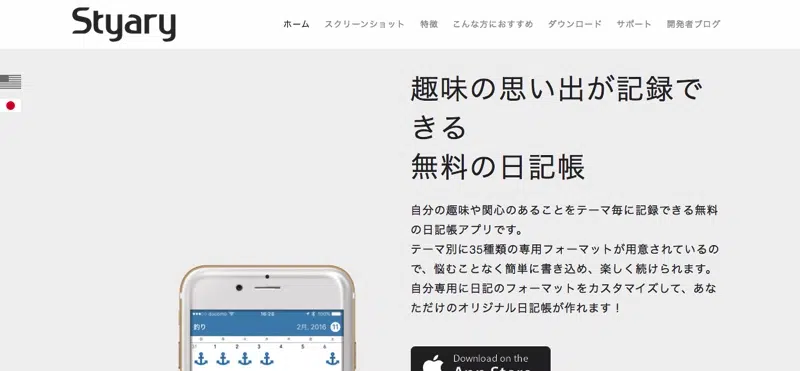 Styary
ホーム スクリーンショット 特徴 こんな方におすすめ ダウンロード サポート 開発者ブログ
趣味の思い出が記録で
きる
無料の日記帳
自分の趣味や関心のあることをテーマ毎に記録できる無料
の日記帳アプリです。
テーマ別に35種類の専用フォーマットが用意されているの
で、悩むことなく簡単に書き込め、楽しく続けられます。
自分専用に日記のフォーマットをカスタマイズして、あな
ただけのオリジナル日記帳が作れます！
釣り 2月, 2016 11
31 1 2 3 4 5 6
Download on the
App Store